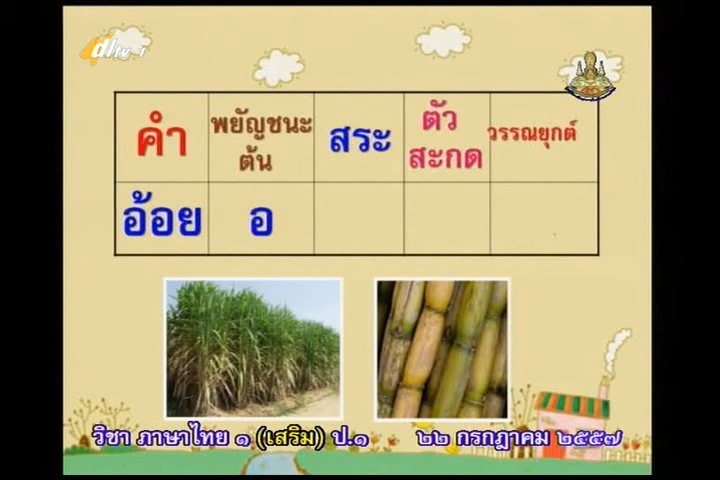 dltv 1
คำ พยัญชนะต้น สระ ตัวสะกด วรรณยุกต์
อ้อย อ
วิชา ภาษาไทย ๑ (เสริม) ป.๑ ๒๒ กรกฎาคม ๒๕๕๗